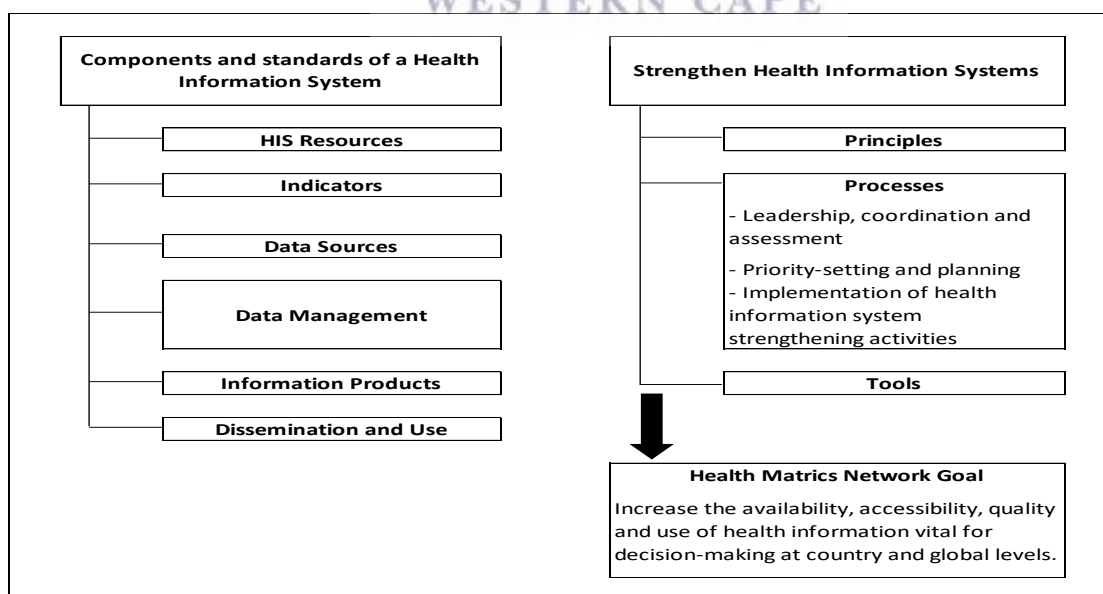 WESTERN CAPE
Components and standards of a Health
Information System
HIS Resources
Indicators
Data Sources
Data Management
Information Products
Dissemination and Use
Strengthen Health Information Systems
Principles
Processes
- Leadership, coordination and
assessment
- Priority-setting and planning
- Implementation of health
information system
strengthening activities
Tools
Health Matrics Network Goal
Increase the availability, accessibility, quality
and use of health information vital for
decision-making at country and global levels.